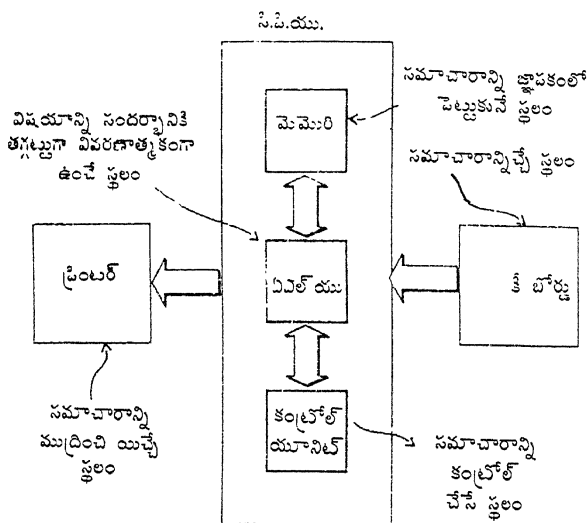 సి.పి.యు.
సమాచారాన్ని జ్ఞాపకంలో
పెట్టుకునే స్థలం
మెమొరి
విషయాన్ని సందర్భానికి
తగ్గట్టుగా వివరణాత్మకంగా
ఉంచే స్థలం
సమాచారాన్నిచ్చే స్థలం
ప్రింటర్
ఏఎల్ యు
కీ బోర్డు
సమాచారాన్ని
ముద్రించి యిచ్చే
స్థలం
కంట్రోల్
యూనిట్
సమాచారాన్ని
కంట్రోల్
చేసే స్థలం